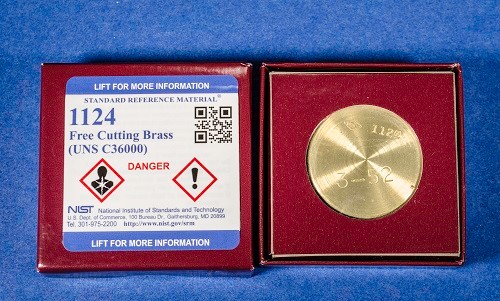 LIFT FOR MORE INFORMATION
STANDARD REFERENCE MATERIAL®
1124
Free Cutting Brass
(UNS C36000)
DANGER
NIST National Institute of Standards and Technology
U.S. Dept. of Commerce, 100 Bureau Dr., Gaithersburg, MD 20899
Tel. 301-975-2200 http://www.nist.gov/srm
LIFT FOR MORE INFORMATION
1124
3 52